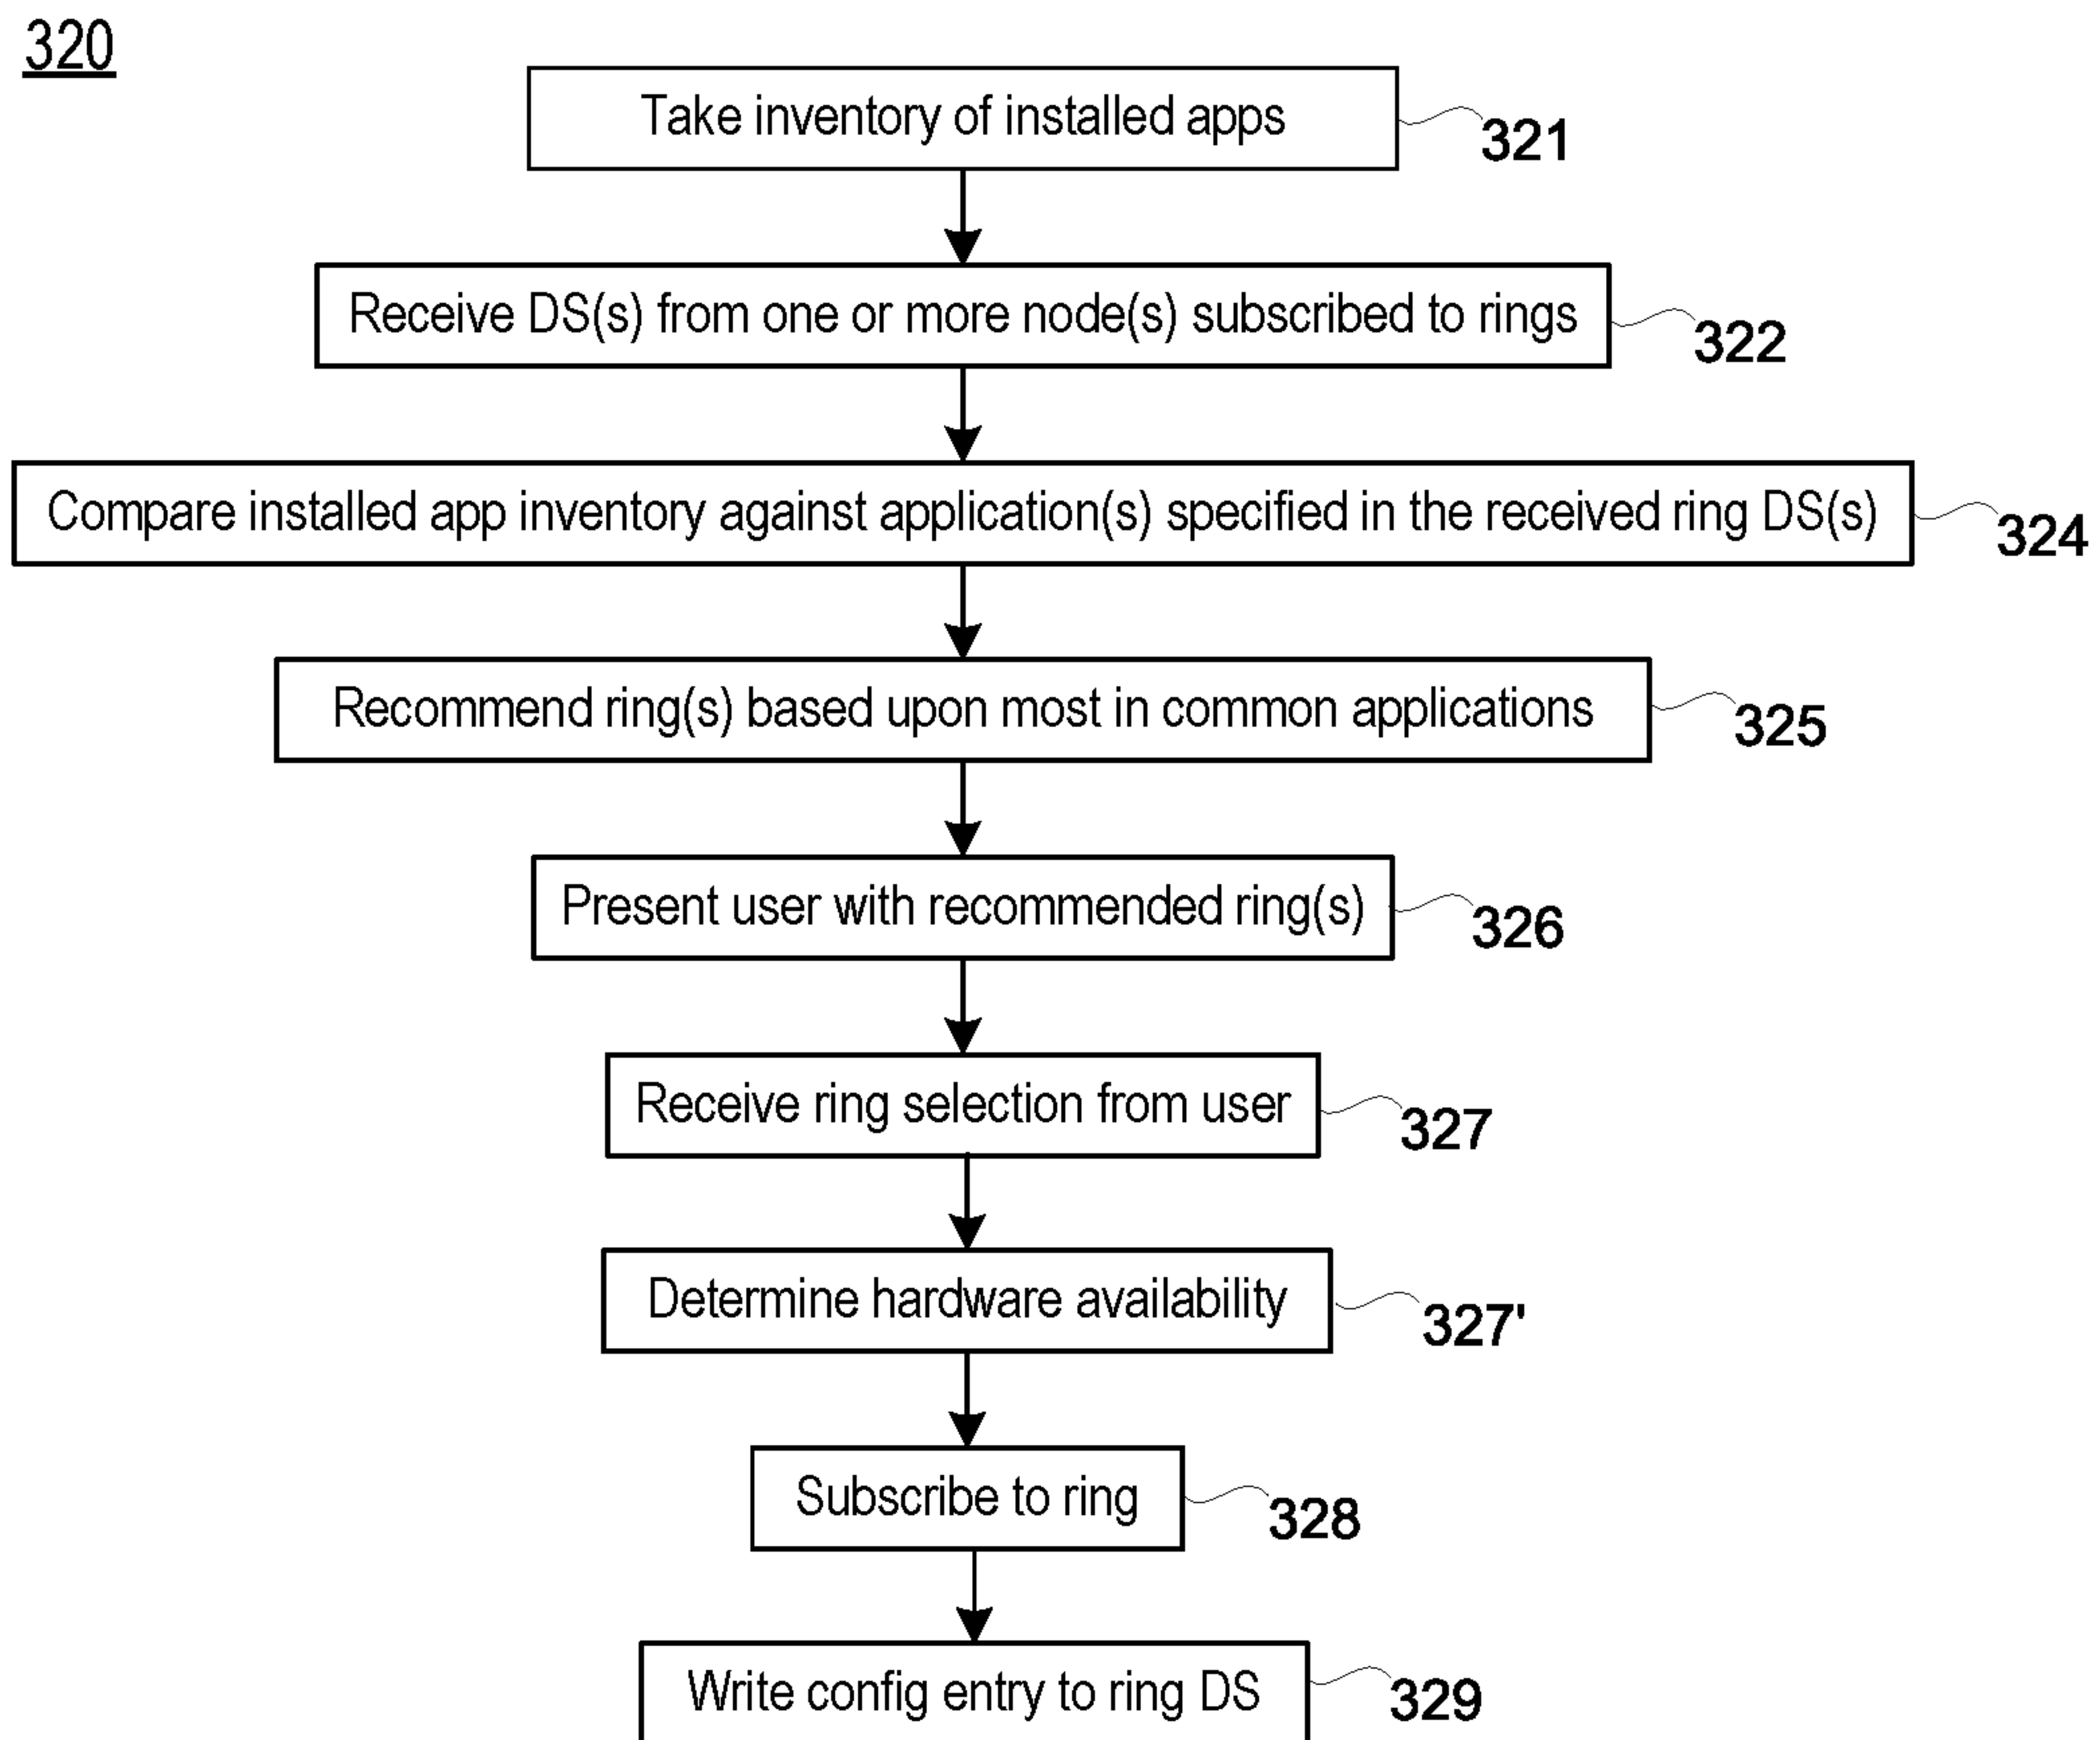 320
Take inventory of installed apps
321
Receive DS(s) from one or more node(s) subscribed to rings
322
Compare installed app inventory against application(s) specified in the received ring DS(s)
324
Recommend ring(s) based upon most in common applications
325
Present user with recommended ring(s)
326
Receive ring selection from user
327
Determine hardware availability
327'
Subscribe to ring
328
Write config entry to ring DS
329